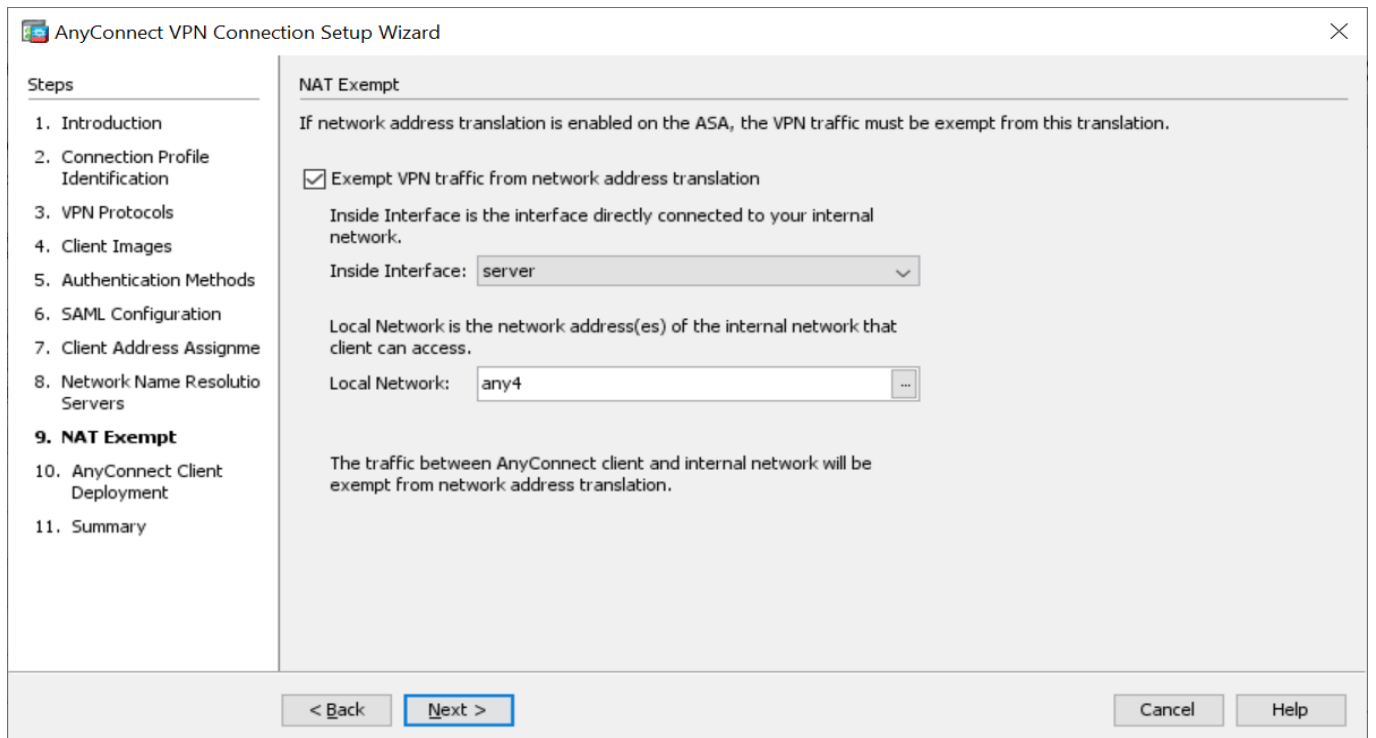 AnyConnect VPN Connection Setup Wizard
Steps
1. Introduction
2. Connection Profile
Identification
3. VPN Protocols
4. Client Images
5. Authentication Methods
6. SAML Configuration
7. Client Address Assignme
8. Network Name Resolutio
Servers
9. NAT Exempt
10. AnyConnect Client
Deployment
11. Summary
NAT Exempt
If network address translation is enabled on the ASA, the VPN traffic must be exempt from this translation.
Exempt VPN traffic from network address translation
Inside Interface is the interface directly connected to your internal
network.
Inside Interface: server
Local Network is the network address(es) of the internal network that
client can access.
Local Network: any4 ...
The traffic between AnyConnect client and internal network will be
exempt from network address translation.
< Back Next > Cancel Help